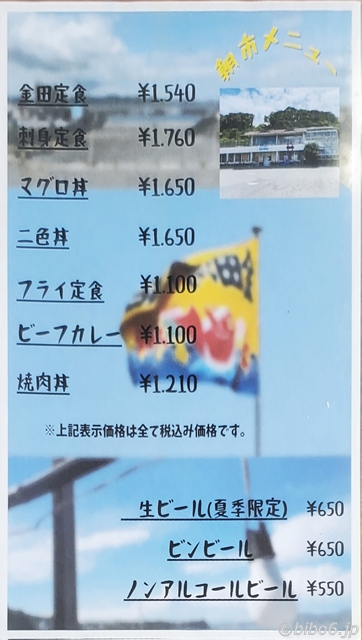 朝市メニュー
金田定食 ¥1.540
刺身定食 ¥1.760
マグロ丼 ¥1.650
二色丼 ¥1.650
フライ定食 ¥1.100
ビーフカレー ¥1.100
焼肉丼 ¥1.210
※上記表示価格は全て税込み価格です。
生ビール(夏季限定) ¥650
ビンビール ¥650
ノンアルコールビール ¥550
©bibo6.jp